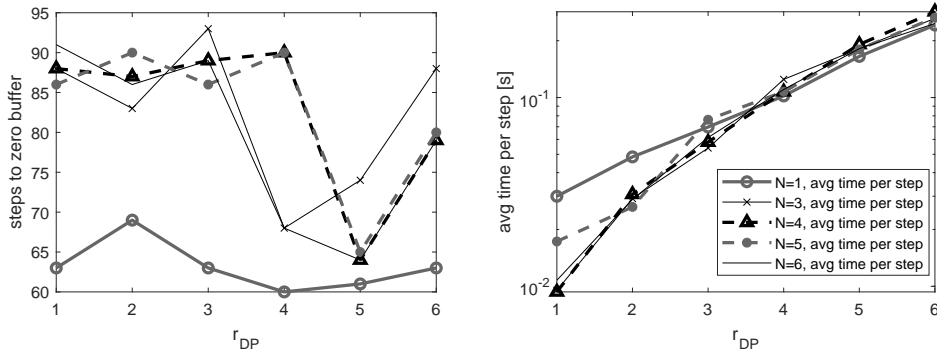 95
90
85
80
75
70
65
60
steps to zero buffer
1 2 3 4 5 6
r_DP
10^-1
10^-2
avg time per step [s]
N=1, avg time per step
N=3, avg time per step
N=4, avg time per step
N=5, avg time per step
N=6, avg time per step
1 2 3 4 5 6
r_DP